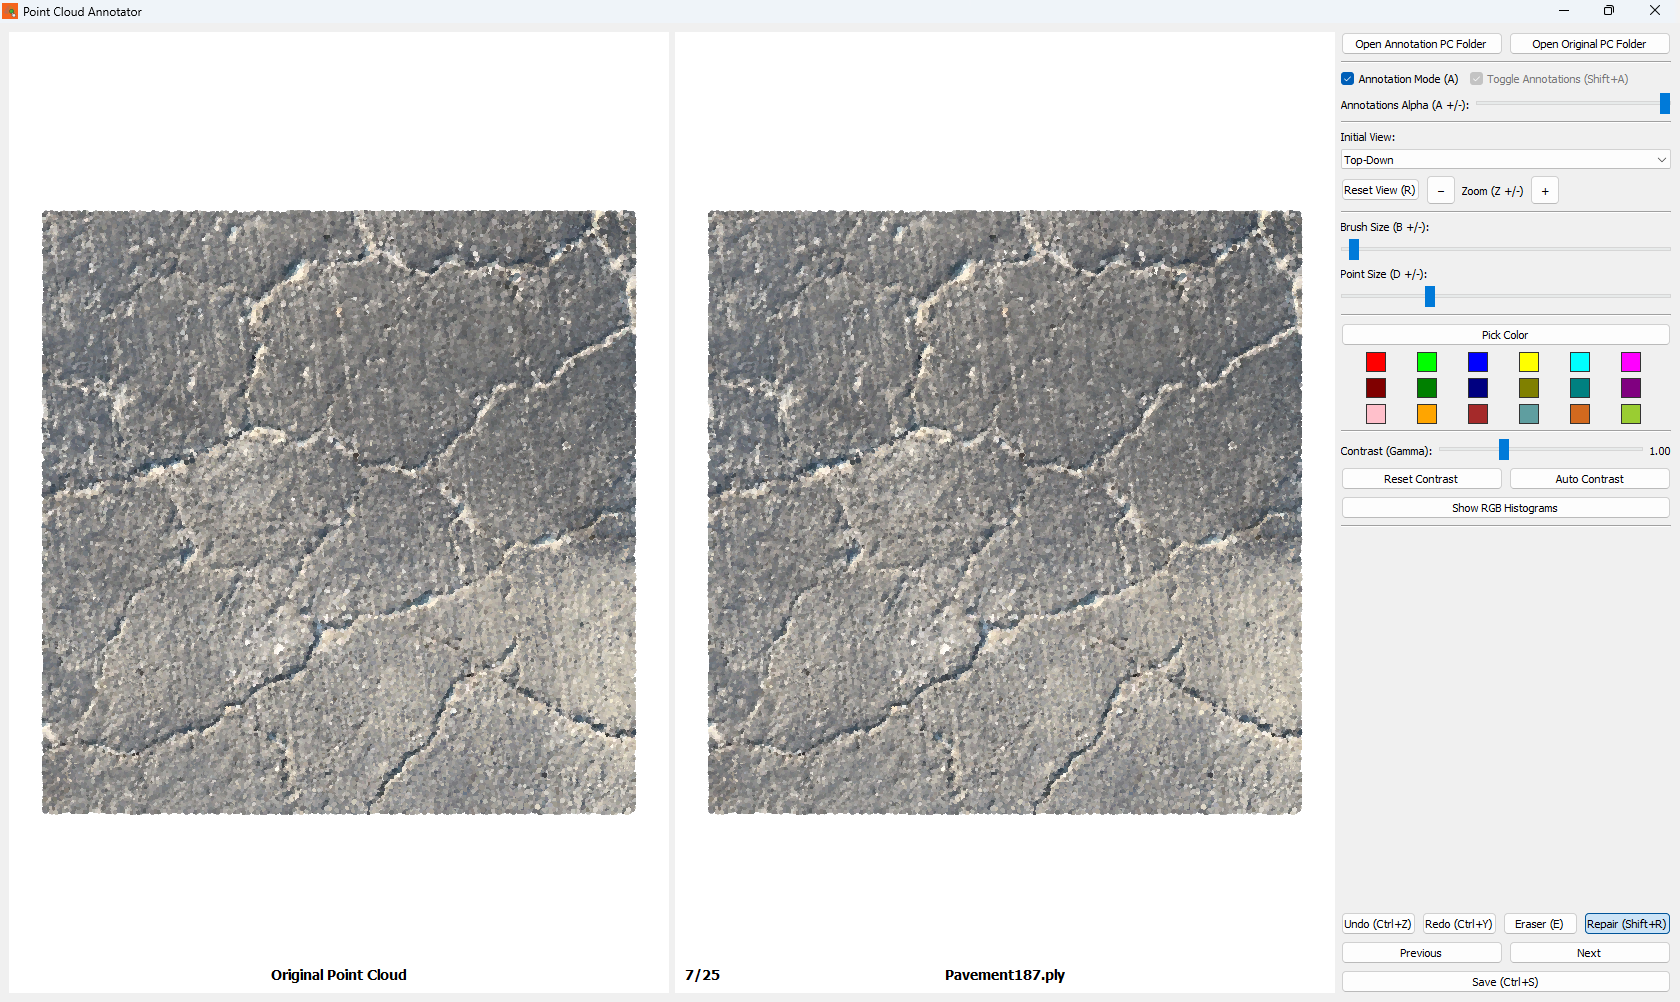 Point Cloud Annotator
Open Annotation PC Folder
Open Original PC Folder
Annotation Mode (A)
Toggle Annotations (Shift+A)
Annotations Alpha (A +/-):
Initial View:
Top-Down
Reset View (R)
−
Zoom (Z +/-)
+
Brush Size (B +/-):
Point Size (D +/-):
Pick Color
Contrast (Gamma):
1.00
Reset Contrast
Auto Contrast
Show RGB Histograms
Undo (Ctrl+Z)
Redo (Ctrl+Y)
Eraser (E)
Repair (Shift+R)
Previous
Next
Save (Ctrl+S)
Original Point Cloud
7/25
Pavement187.ply